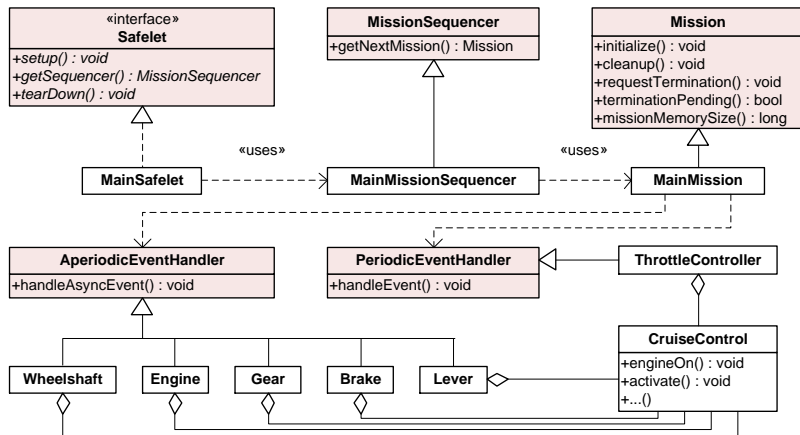 «interface»
Safelet
+setup() : void
+getSequencer() : MissionSequencer
+tearDown() : void
MissionSequencer
+getNextMission() : Mission
Mission
+initialize() : void
+cleanup() : void
+requestTermination() : void
+terminationPending() : bool
+missionMemorySize() : long
«uses»
«uses»
MainSafelet
MainMissionSequencer
MainMission
AperiodicEventHandler
+handleAsyncEvent() : void
PeriodicEventHandler
+handleEvent() : void
ThrottleController
CruiseControl
+engineOn() : void
+activate() : void
+...()
Wheelshaft
Engine
Gear
Brake
Lever